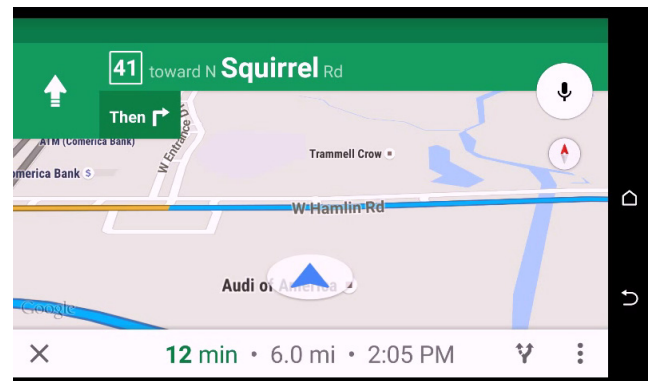 41 toward N Squirrel Rd
Then
W Entrance Dr
ATM (Comerica Bank)
Trammell Crow
omerica Bank $
W Hamlin Rd
Audi of America
Google
12 min • 6.0 mi • 2:05 PM